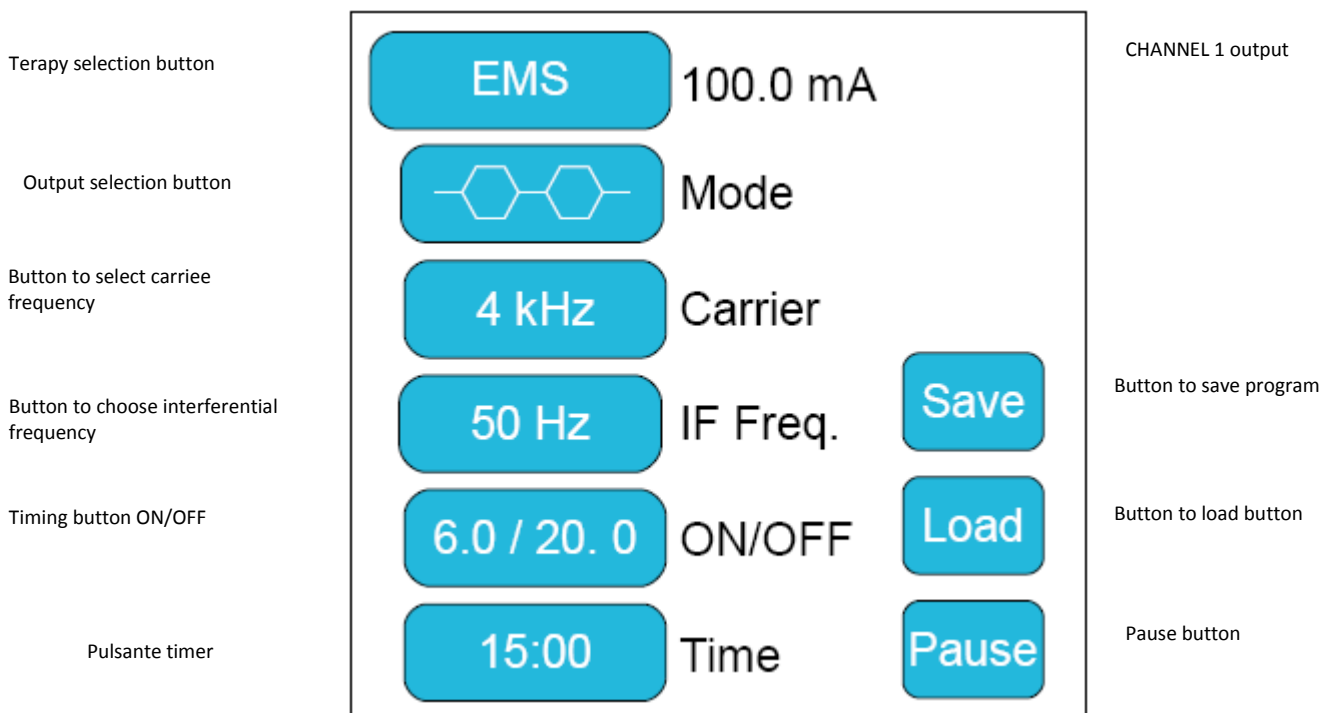 Terapy selection button
EMS
100.0 mA
CHANNEL 1 output
Output selection button
Mode
Button to select carriee
frequency
4 kHz
Carrier
Button to choose interferential
frequency
50 Hz
IF Freq.
Save
Button to save program
Timing button ON/OFF
6.0 / 20. 0
ON/OFF
Load
Button to load button
Pulsante timer
15:00
Time
Pause
Pause button